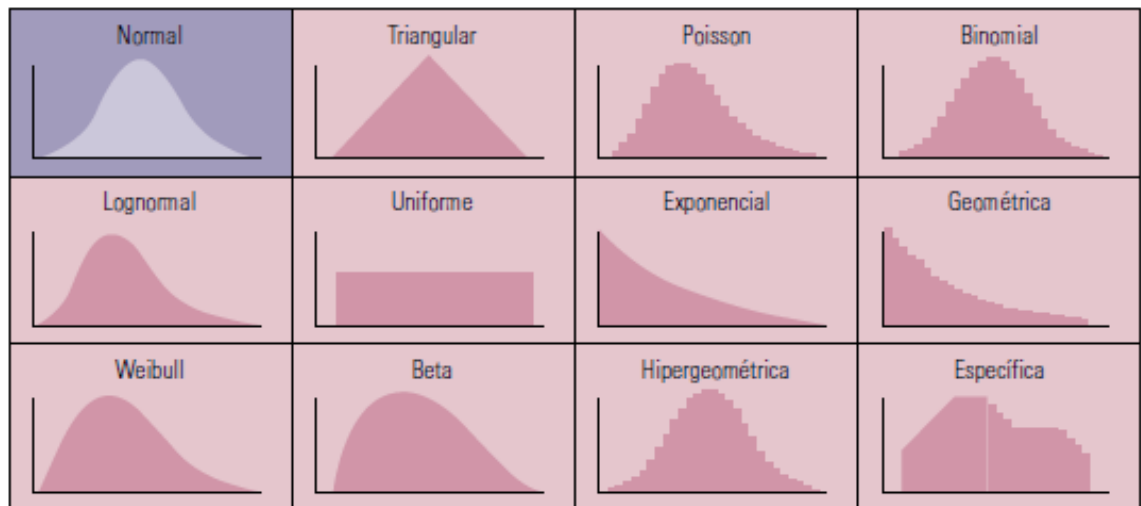 Normal
Triangular
Poisson
Binomial
Lognormal
Uniforme
Exponencial
Geométrica
Weibull
Beta
Hipergeométrica
Específica